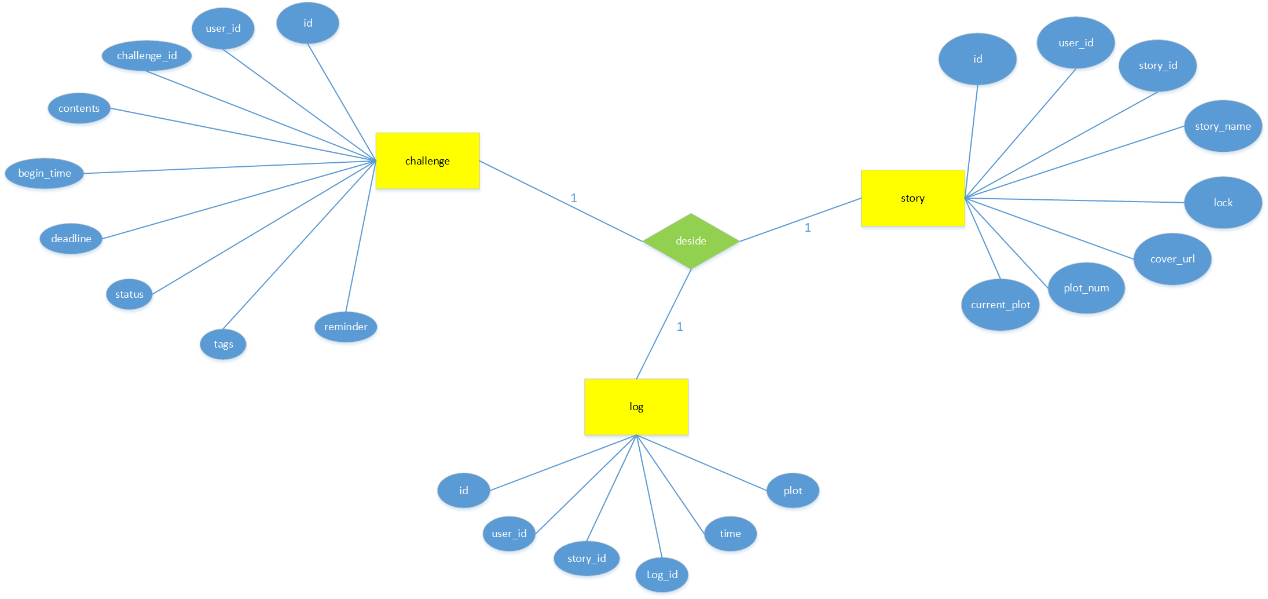 id
user_id
challenge_id
contents
begin_time
deadline
status
tags
reminder
challenge
1
deside
1
1
story
id
user_id
story_id
story_name
lock
cover_url
plot_num
current_plot
log
id
user_id
story_id
Log_id
time
plot